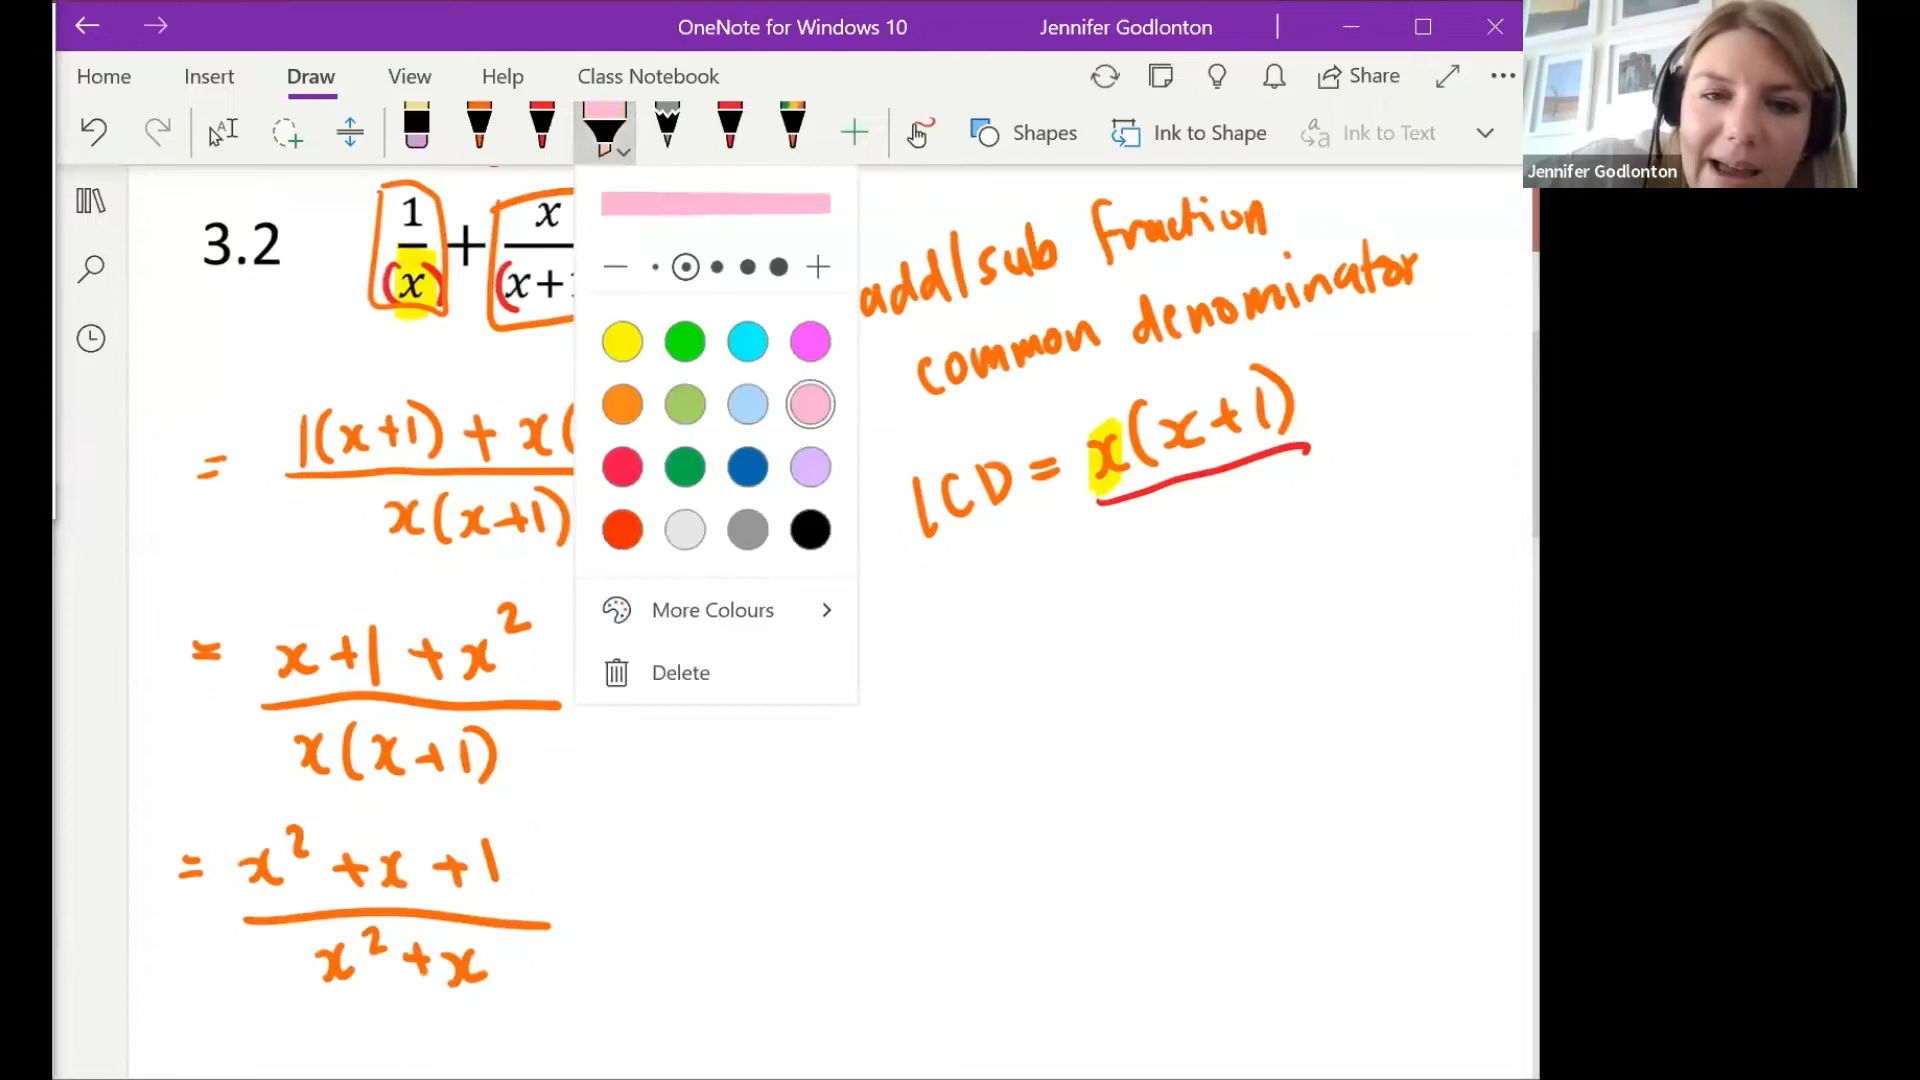 OneNote for Windows 10 Jennifer Godlonton
Home Insert Draw View Help Class Notebook Share
Shapes Ink to Shape Ink to Text
Jennifer Godlonton
3.2 1/(x) + x/(x+
add/sub fraction
common denominator
LCD = x(x+1)
= 1(x+1) + x( / x(x+1)
= x+1+x² / x(x+1)
= x²+x+1 / x²+x
More Colours
Delete